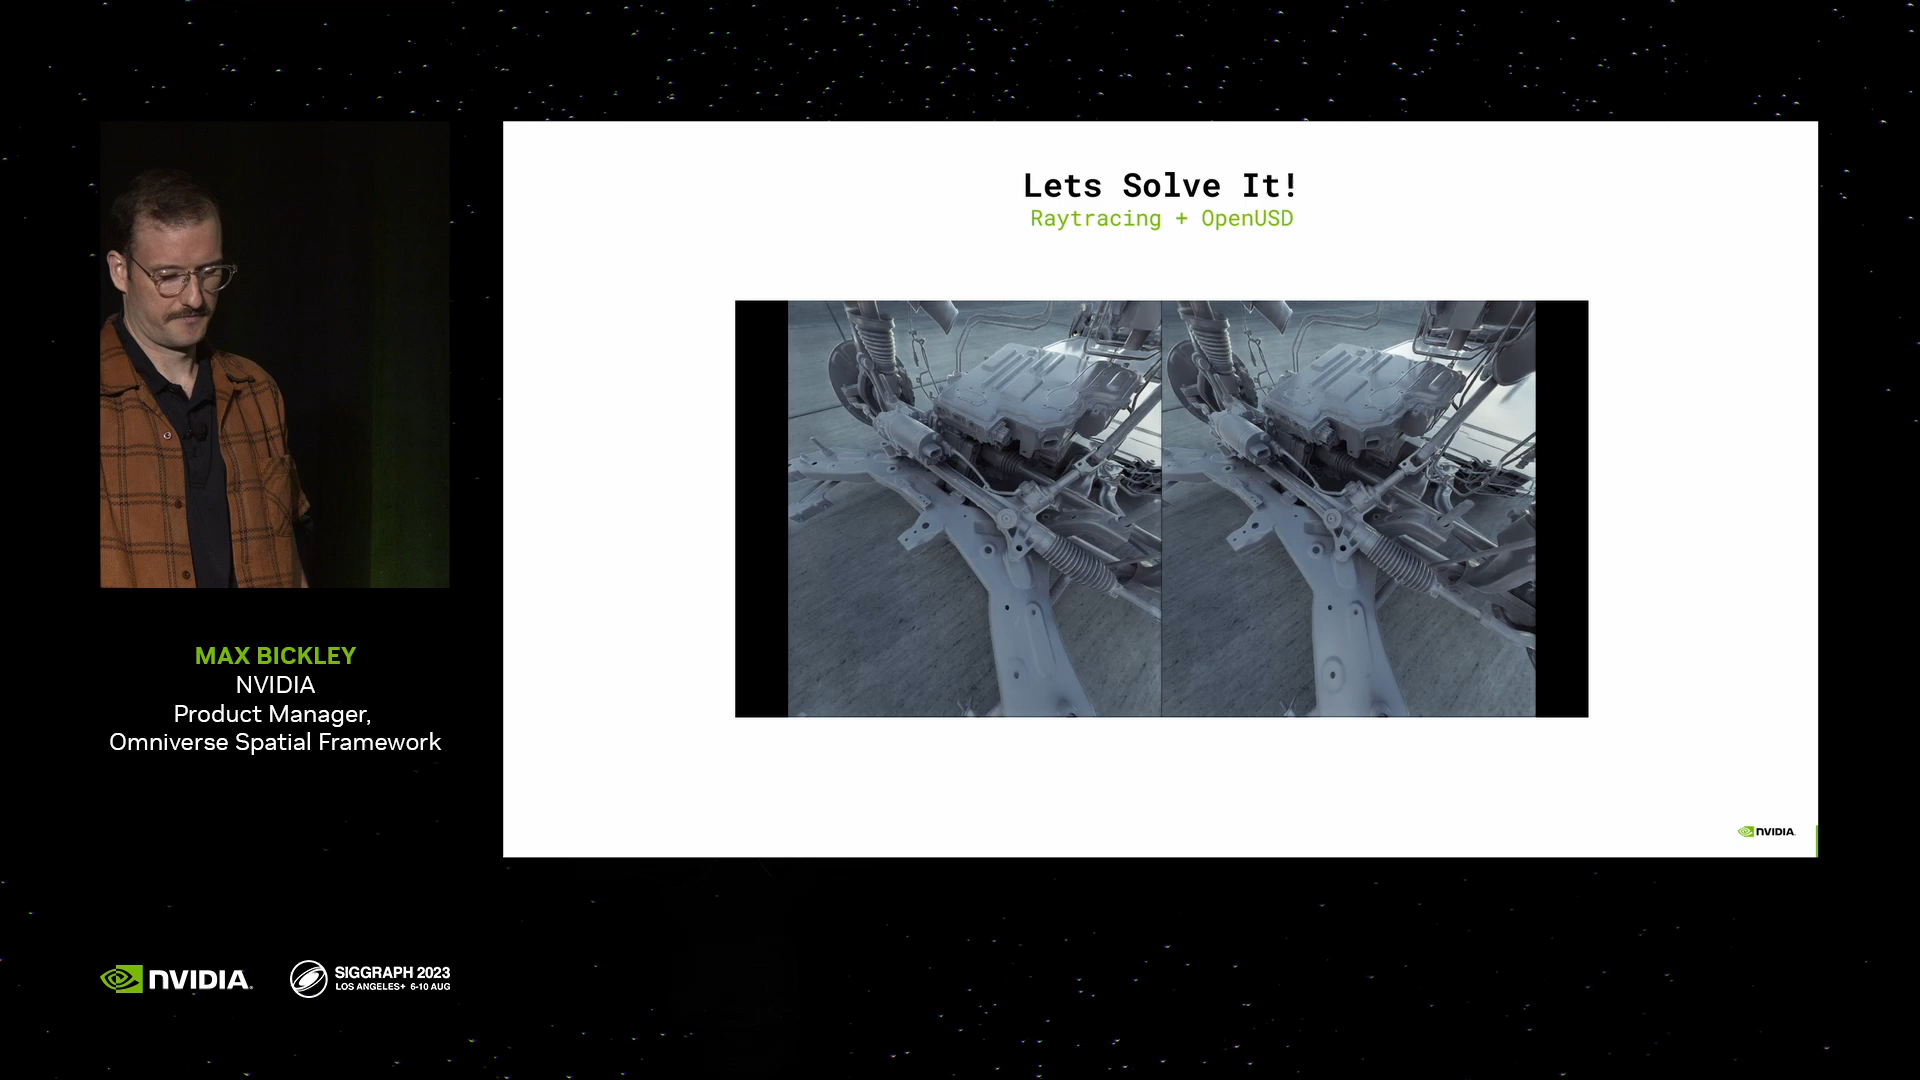 Lets Solve It!
Raytracing + OpenUSD
MAX BICKLEY
NVIDIA
Product Manager,
Omniverse Spatial Framework
NVIDIA.
NVIDIA.
SIGGRAPH 2023
LOS ANGELES+ 6-10 AUG